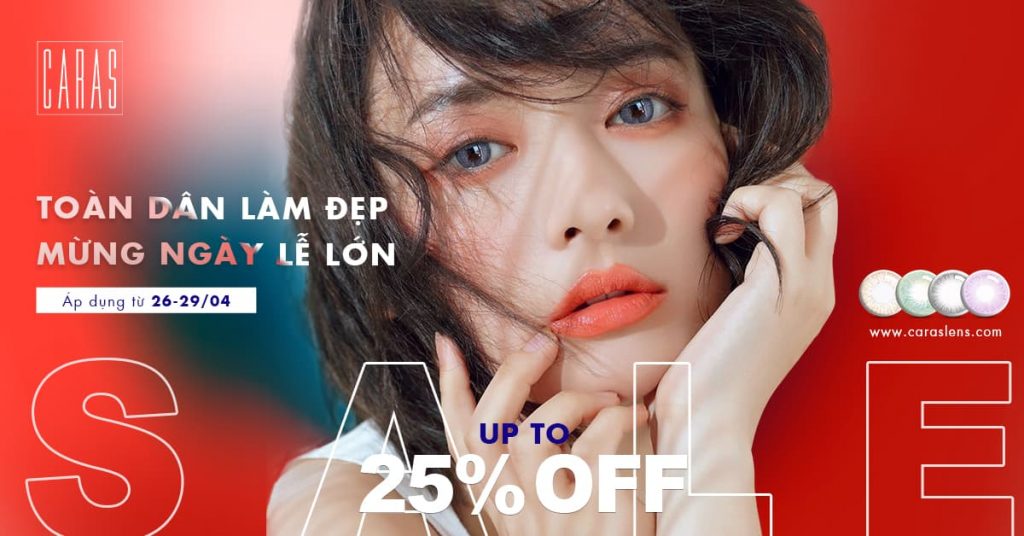 CARAS
TOÀN DÂN LÀM ĐẸP
MỪNG NGÀY LỄ LỚN
Áp dụng từ 26-29/04
www.caraslens.com
SALE
UP TO
25% OFF